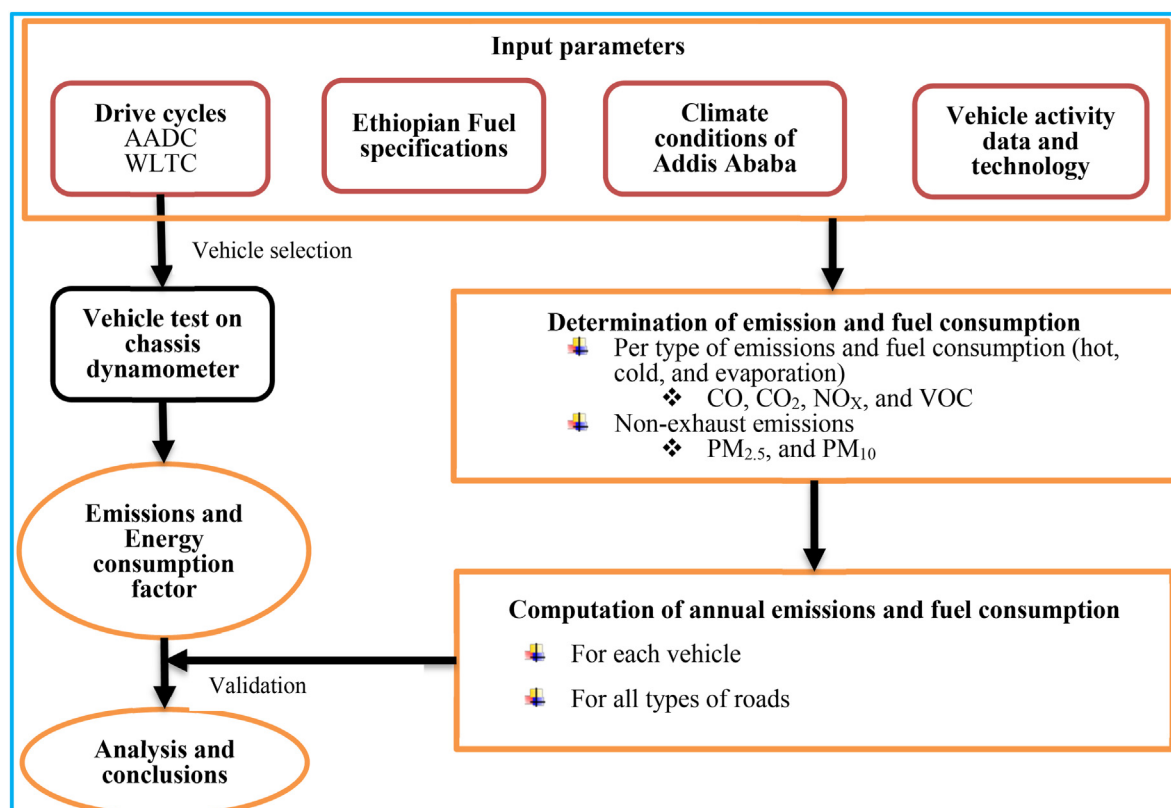 Input parameters
Drive cycles
AADC
WLTC
Ethiopian Fuel
specifications
Climate
conditions of
Addis Ababa
Vehicle activity
data and
technology
Vehicle selection
Vehicle test on
chassis
dynamometer
Determination of emission and fuel consumption
Per type of emissions and fuel consumption (hot,
cold, and evaporation)
❖ CO, CO₂, NOₓ, and VOC
Non-exhaust emissions
❖ PM₂.₅, and PM₁₀
Emissions and
Energy
consumption
factor
Computation of annual emissions and fuel consumption
For each vehicle
For all types of roads
Validation
Analysis and
conclusions